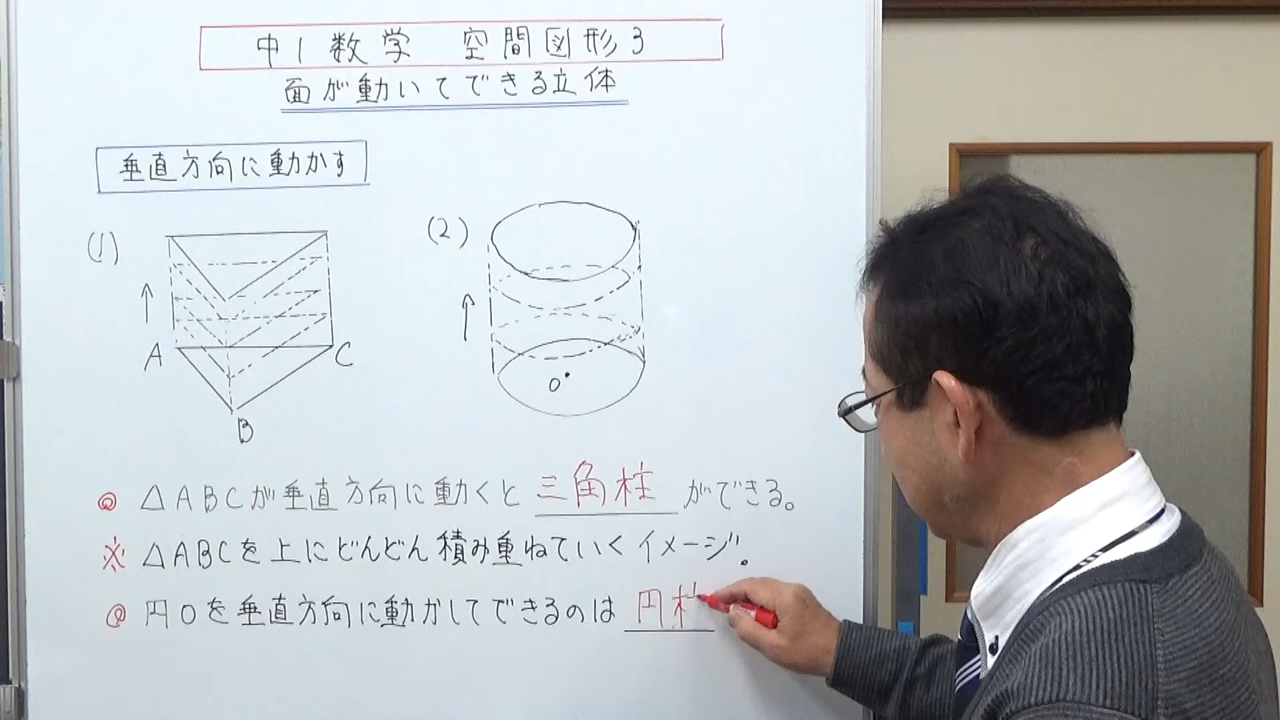 中1数学 空間図形3
面が動いてできる立体
垂直方向に動かす
(1)
(2)
↑
↑
A
C
O
B
◎ △ABCが垂直方向に動くと 三角柱 ができる。
※ △ABCを上にどんどん積み重ねていくイメージ。
◎ 円Oを垂直方向に動かしてできるのは 円